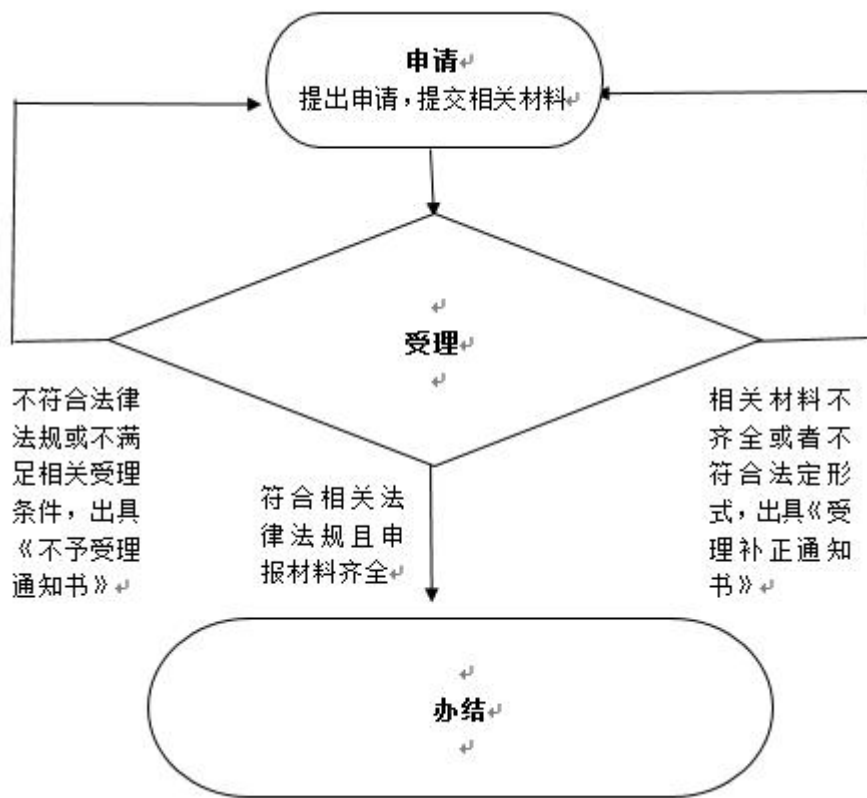 申请
提出申请，提交相关材料
受理
不符合法律
法规或不满
足相关受理
条件，出具
《不予受理
通知书》
符合相关法
律法规且申
报材料齐全
相关材料不
齐全或者不
符合法定形
式，出具《受
理补正通知
书》
办结